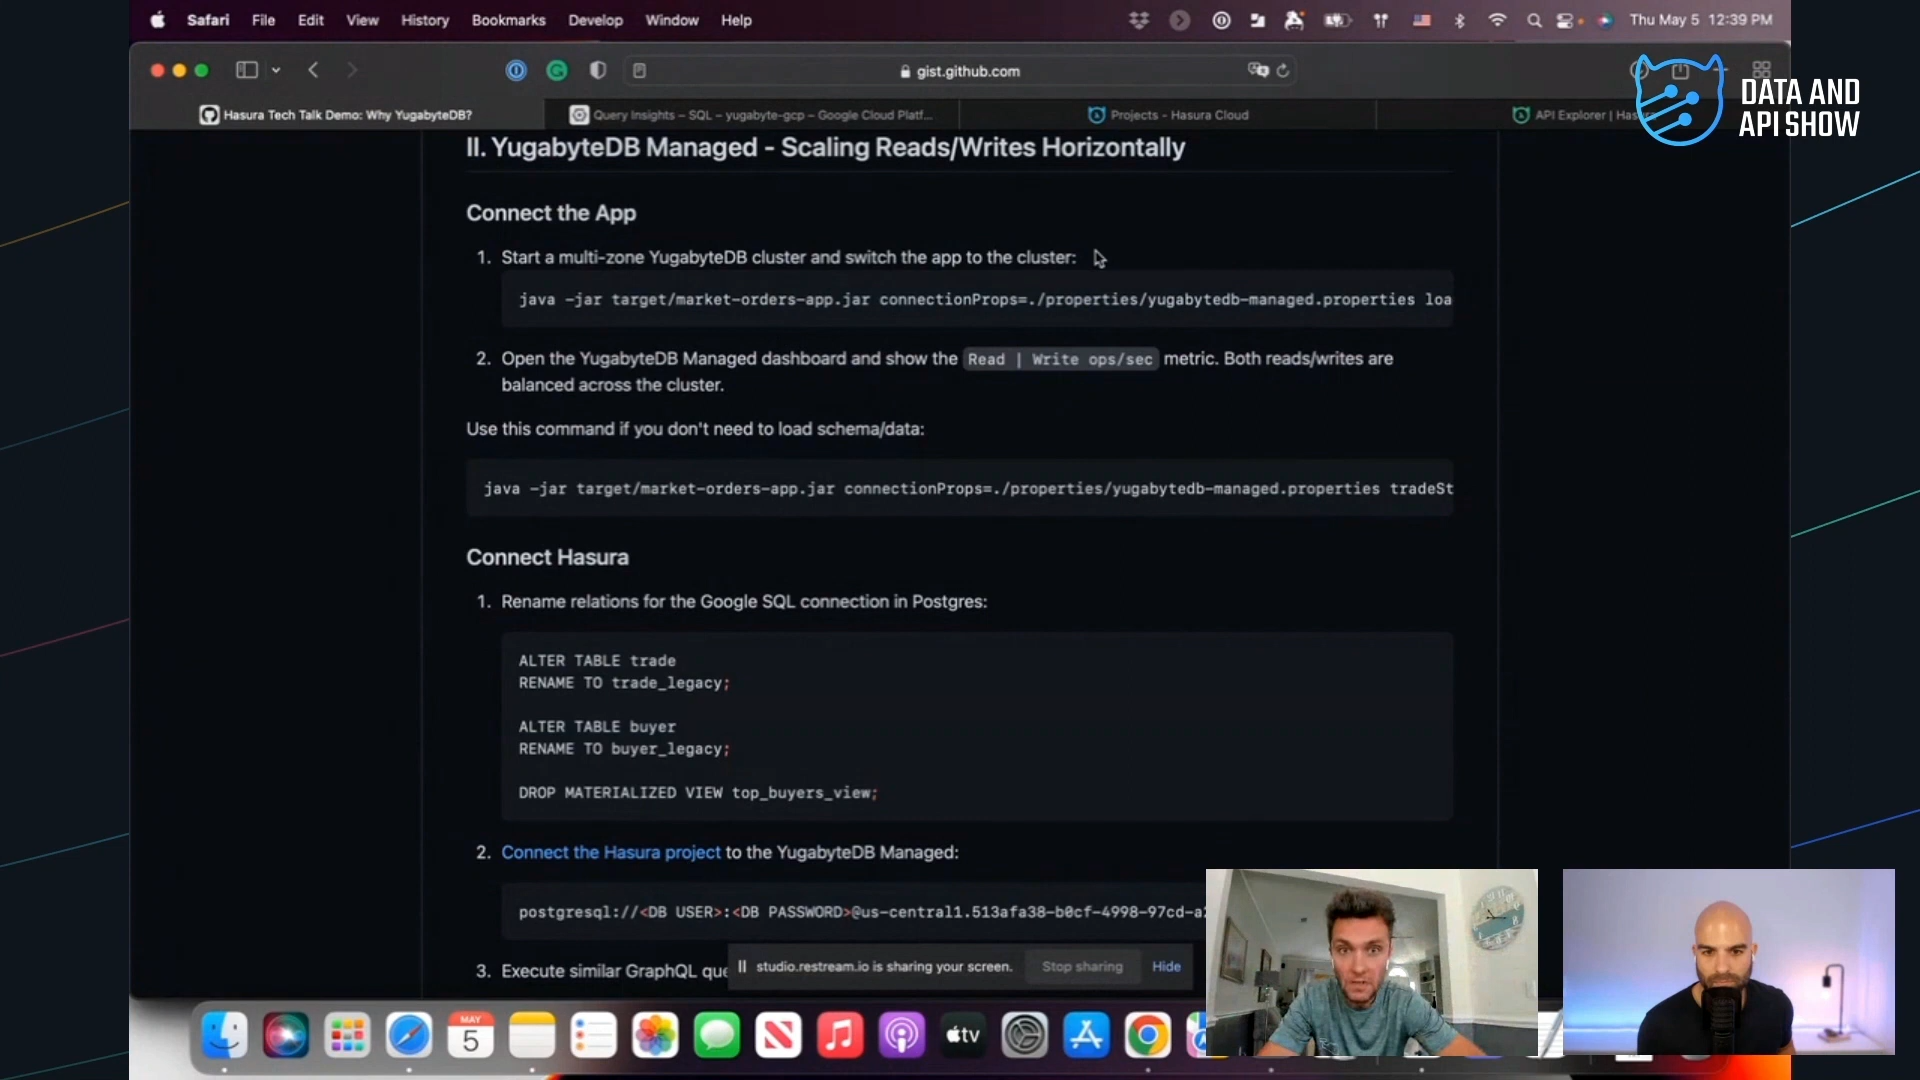 Safari File Edit View History Bookmarks Develop Window Help
Thu May 5 12:39 PM
gist.github.com
DATA AND
API SHOW
Hasura Tech Talk Demo: Why YugabyteDB?
Query Insights – SQL – yugabyte-gcp – Google Cloud Platf...
Projects - Hasura Cloud
API Explorer | Has
II. YugabyteDB Managed - Scaling Reads/Writes Horizontally
Connect the App
1. Start a multi-zone YugabyteDB cluster and switch the app to the cluster:
java -jar target/market-orders-app.jar connectionProps=./properties/yugabytedb-managed.properties loa
2. Open the YugabyteDB Managed dashboard and show the Read | Write ops/sec metric. Both reads/writes are
balanced across the cluster.
Use this command if you don't need to load schema/data:
java -jar target/market-orders-app.jar connectionProps=./properties/yugabytedb-managed.properties tradeSt
Connect Hasura
1. Rename relations for the Google SQL connection in Postgres:
ALTER TABLE trade
RENAME TO trade_legacy;
ALTER TABLE buyer
RENAME TO buyer_legacy;
DROP MATERIALIZED VIEW top_buyers_view;
2. Connect the Hasura project to the YugabyteDB Managed:
postgresql://<DB USER>:<DB PASSWORD>@us-central1.513afa38-b0cf-4998-97cd-a
3. Execute similar GraphQL que
studio.restream.io is sharing your screen.
Stop sharing
Hide
MAY
5
tv